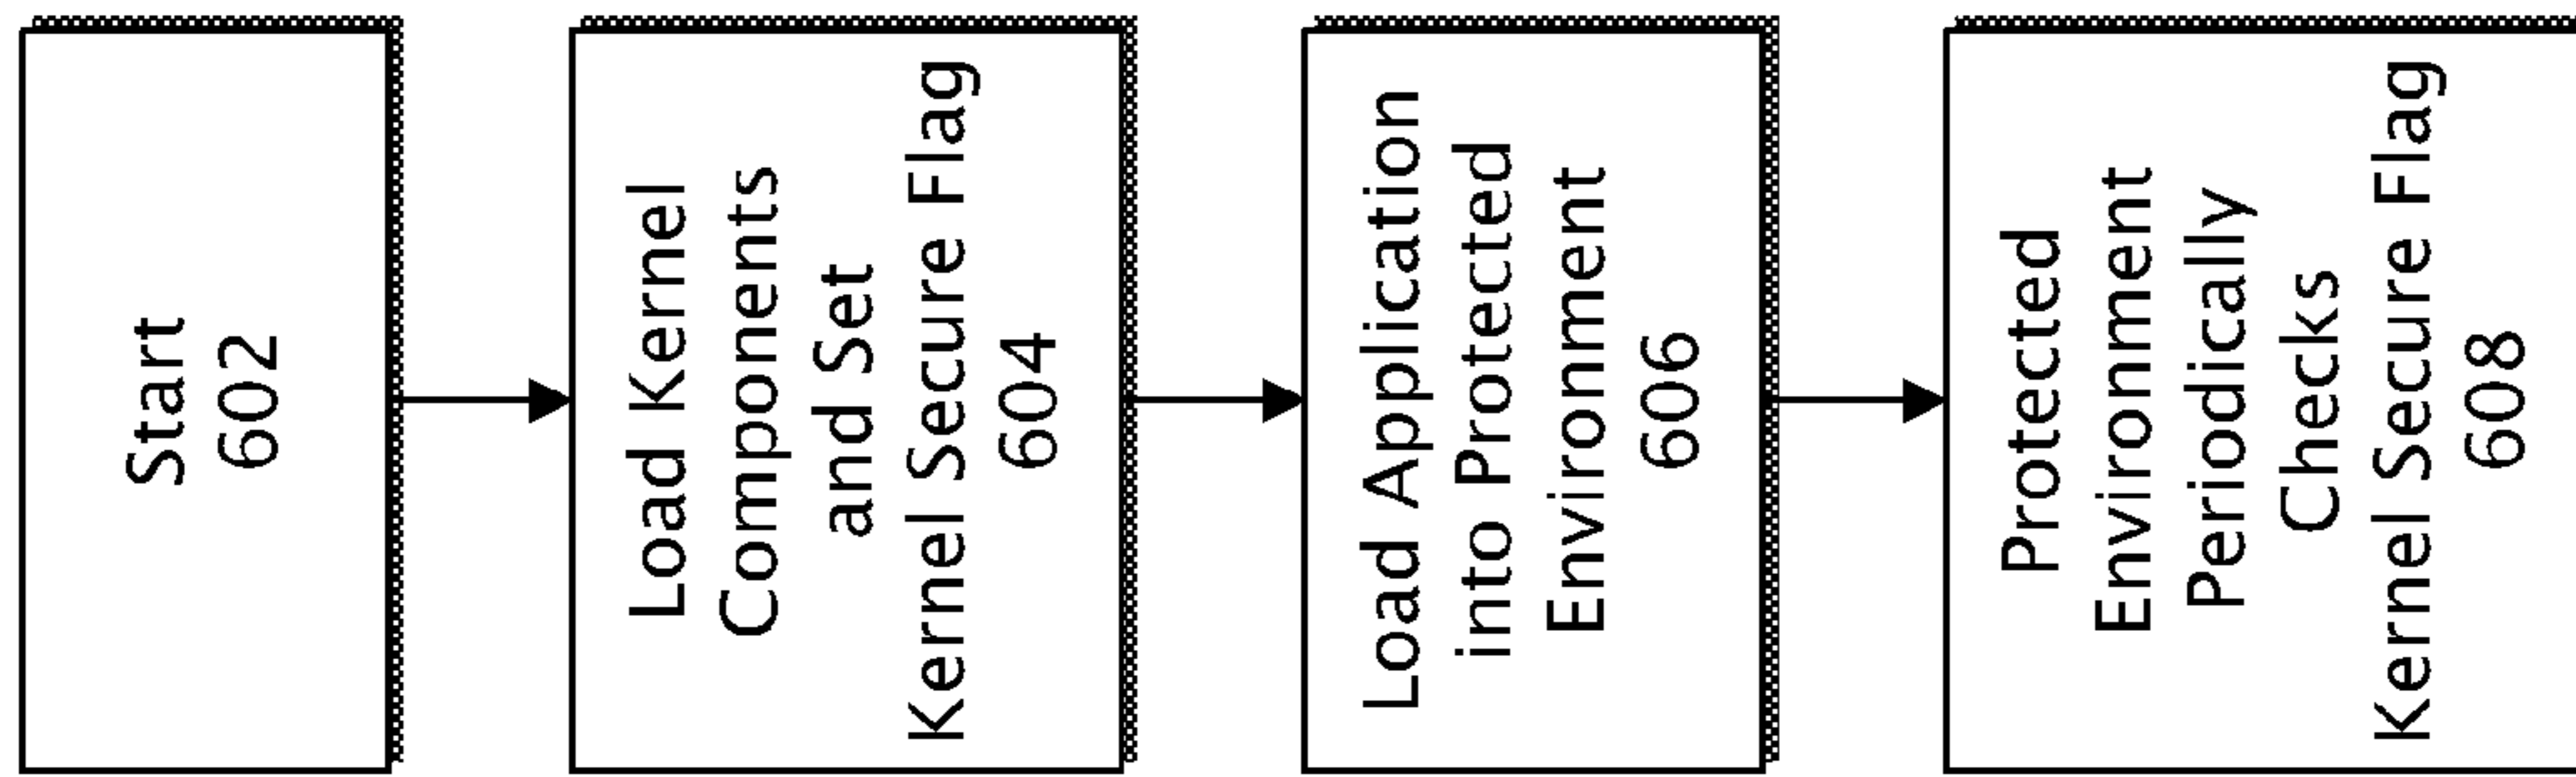 Start
602
Load Kernel
Components
and Set
Kernel Secure Flag
604
Load Application
into Protected
Environment
606
Protected
Environment
Periodically
Checks
Kernel Secure Flag
608